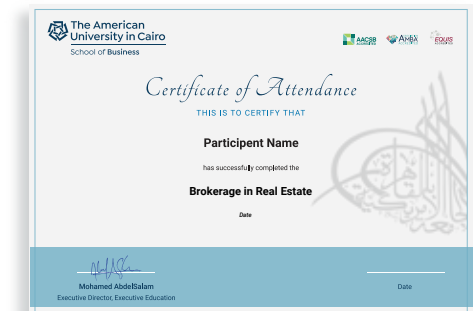 The American
University in Cairo
School of Business
AACSB
AMBA
EQUIS
Certificate of Attendance
THIS IS TO CERTIFY THAT
Participent Name
has successfully completed the
Brokerage in Real Estate
Date
Mohamed AbdelSalam
Executive Director, Executive Education
Date